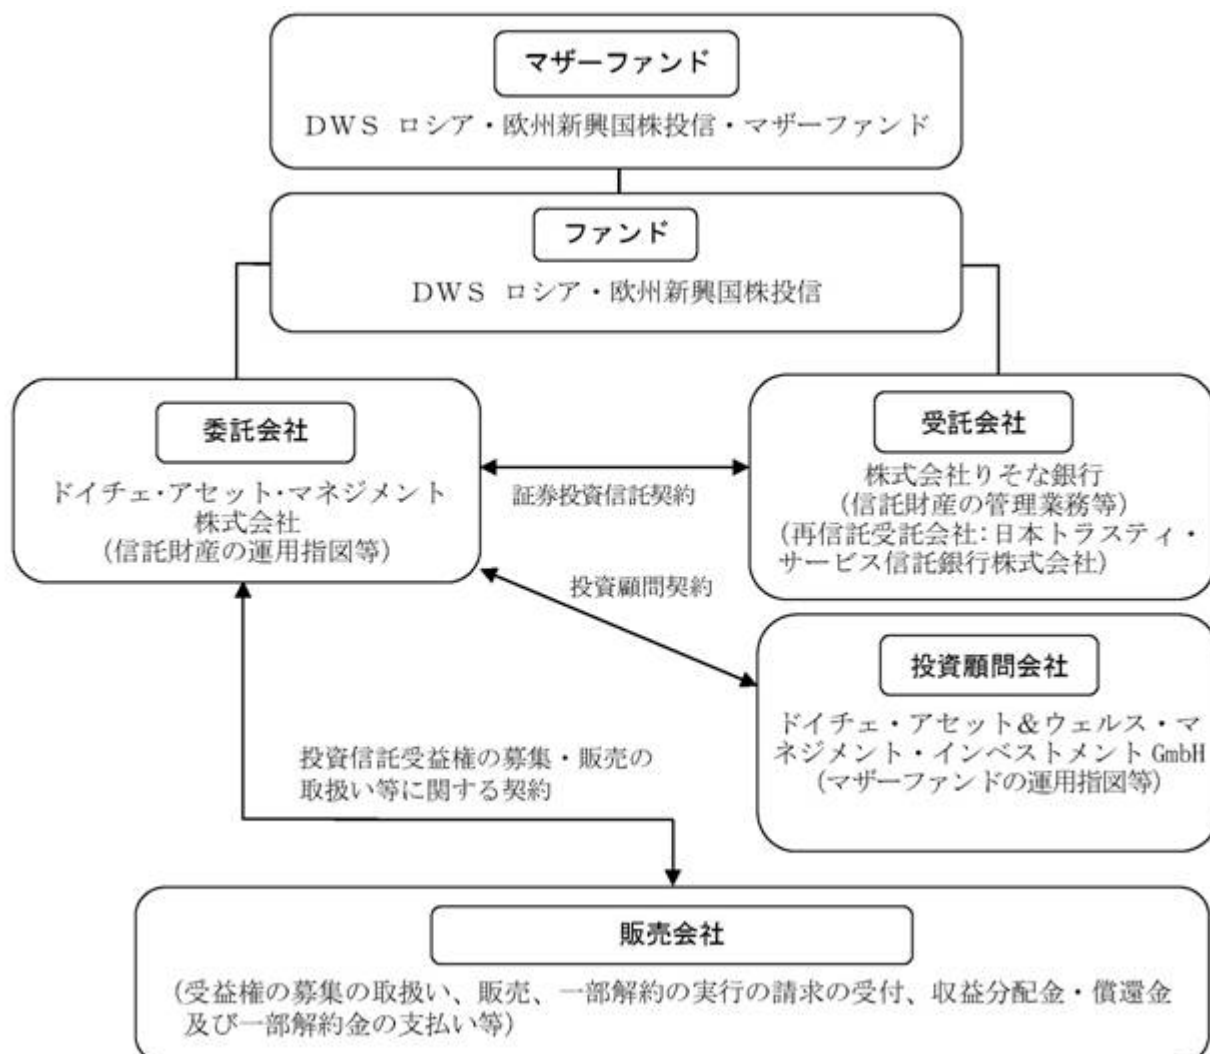 マザーファンド
DWS ロシア・欧州新興国株投信・マザーファンド
ファンド
DWS ロシア・欧州新興国株投信
委託会社
ドイチェ・アセット・マネジメント
株式会社
(信託財産の運用指図等)
証券投資信託契約
受託会社
株式会社りそな銀行
(信託財産の管理業務等)
(再信託受託会社:日本トラスティ・
サービス信託銀行株式会社)
投資顧問契約
投資顧問会社
ドイチェ・アセット&ウェルス・マ
ネジメント・インベストメント GmbH
(マザーファンドの運用指図等)
投資信託受益権の募集・販売の
取扱い等に関する契約
販売会社
(受益権の募集の取扱い、販売、一部解約の実行の請求の受付、収益分配金・償還金
及び一部解約金の支払い等)